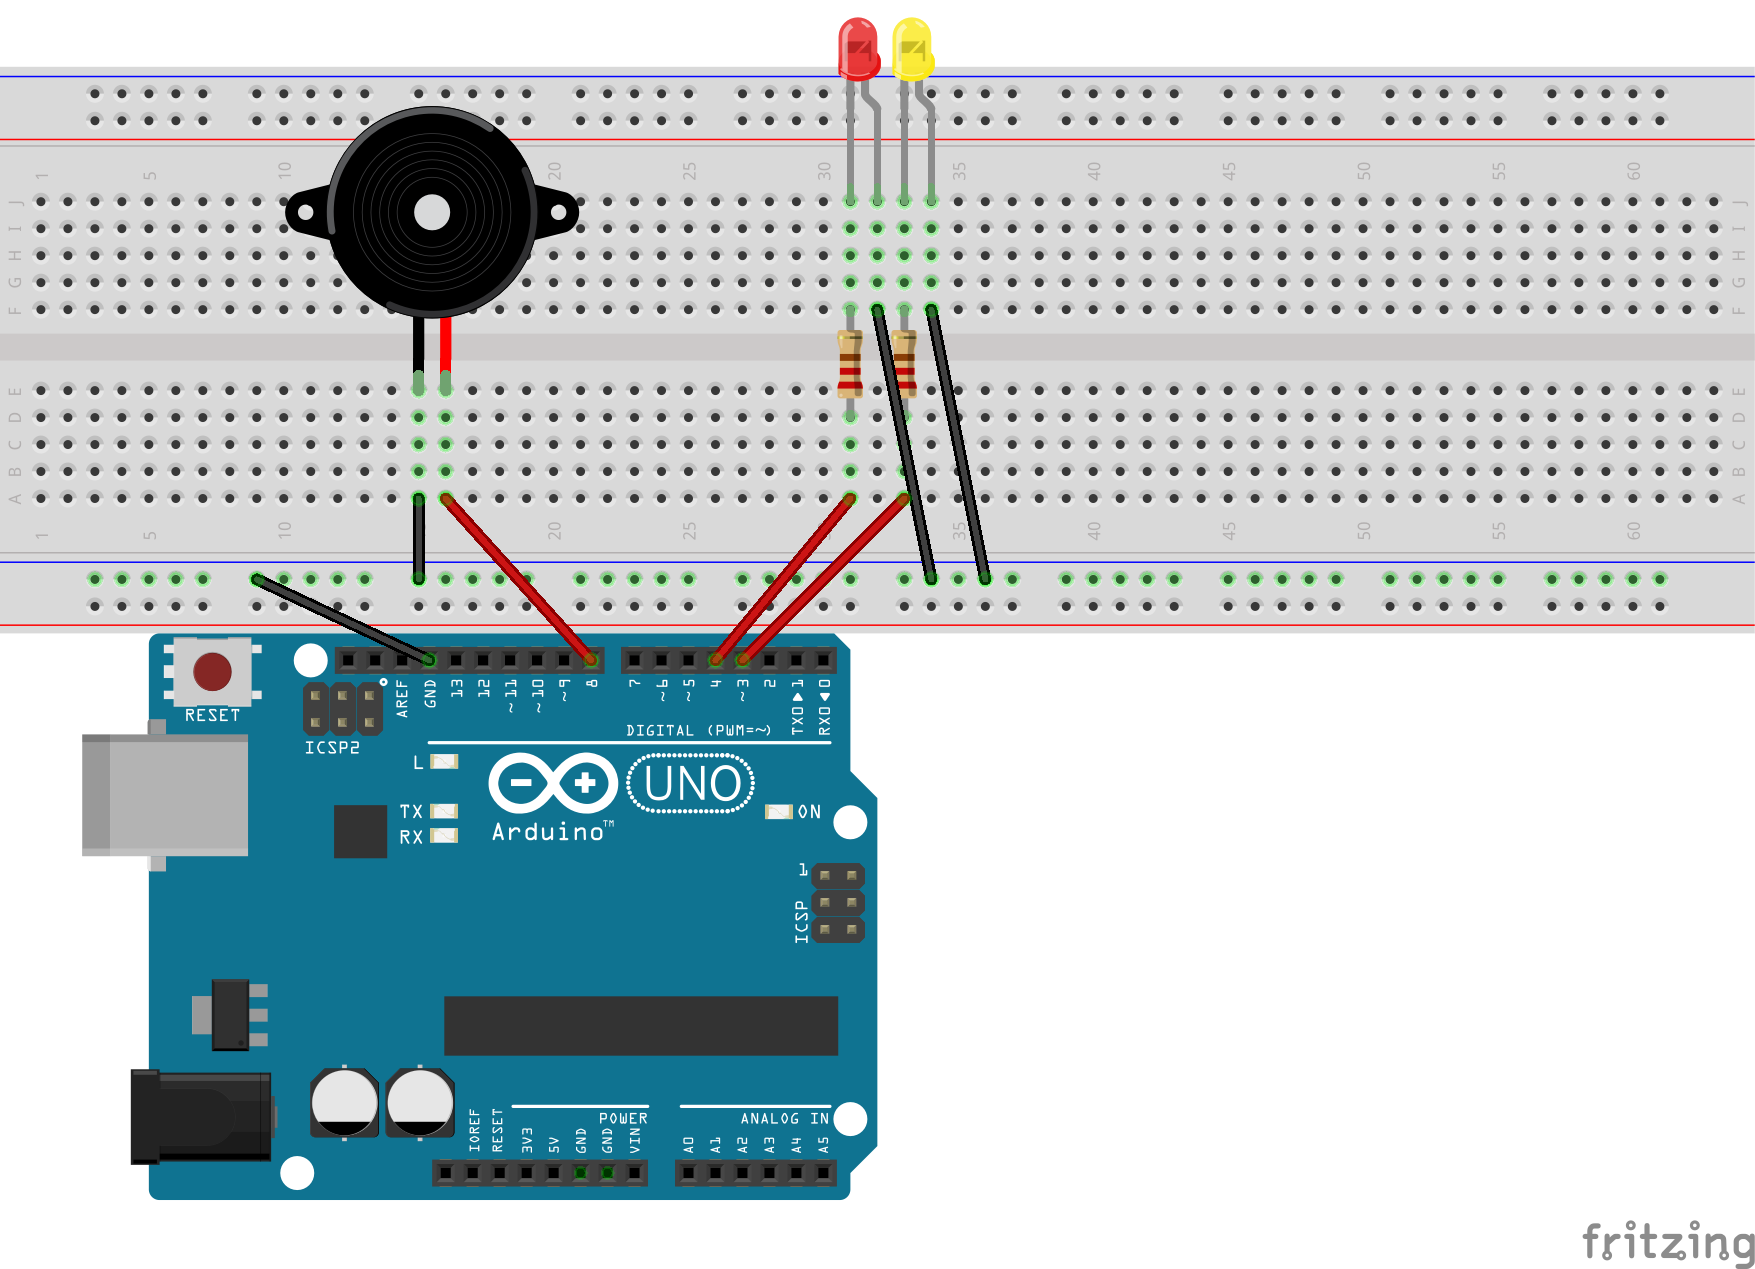 1 5 10 20 25 30 35 40 45 50 55 60
J J
I I
H H
G G
F F
E E
D D
C C
B B
A A
1 5 10 20 25 35 40 45 50 55 60
RESET
ICSP2
AREF GND 13 12 ~11 ~10 ~9 8 7 ~6 ~5 4 ~3 2 TXO▶1 RXO◀0
DIGITAL (PWM=~)
L
TX
RX
UNO
Arduino™
ON
1
ICSP
POWER
ANALOG IN
IOREF RESET 3V3 5V GND GND VIN A0 A1 A2 A3 A4 A5
fritzing